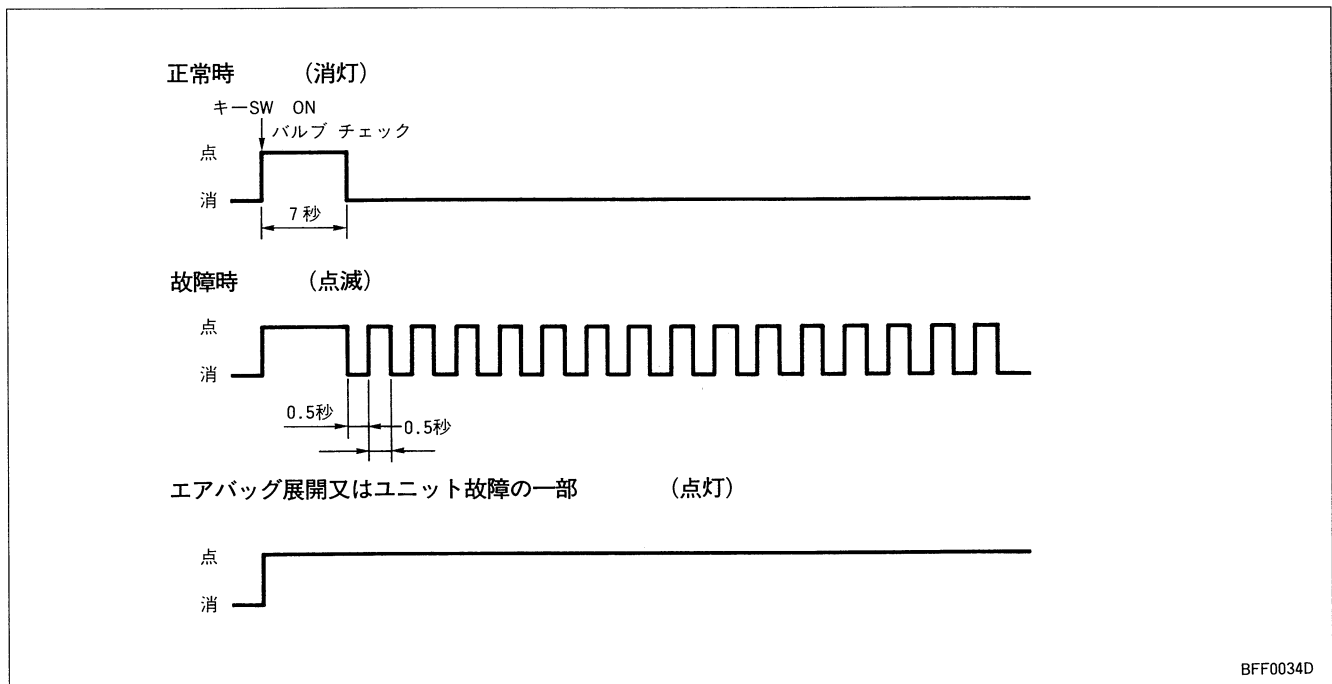 正常時 （消灯）
キーSW ON
バルブ チェック
点
消
7秒
故障時 （点滅）
点
消
0.5秒
0.5秒
エアバッグ展開又はユニット故障の一部 （点灯）
点
消
BFF0034D